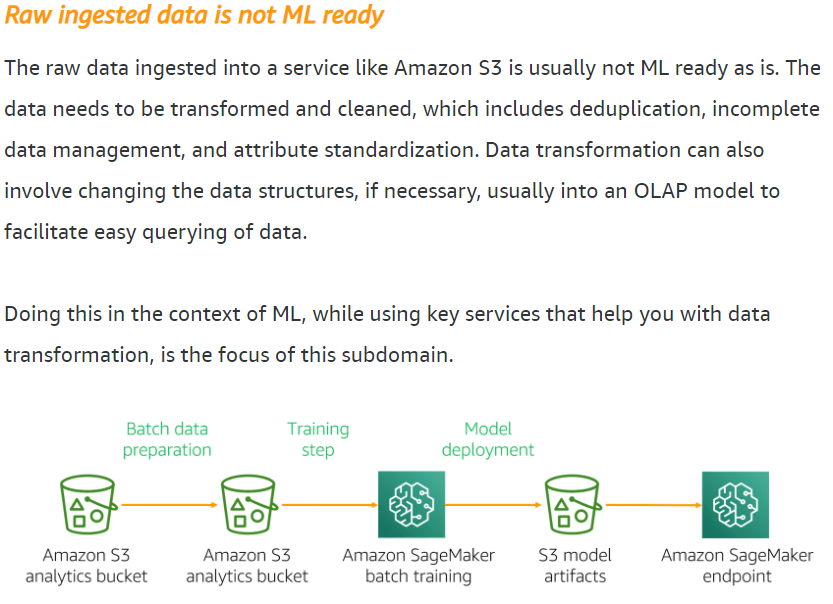 Raw ingested data is not ML ready
The raw data ingested into a service like Amazon S3 is usually not ML ready as is. The
data needs to be transformed and cleaned, which includes deduplication, incomplete
data management, and attribute standardization. Data transformation can also
involve changing the data structures, if necessary, usually into an OLAP model to
facilitate easy querying of data.
Doing this in the context of ML, while using key services that help you with data
transformation, is the focus of this subdomain.
Batch data
preparation
Training
step
Model
deployment
Amazon S3
analytics bucket
Amazon S3
analytics bucket
Amazon SageMaker
batch training
S3 model
artifacts
Amazon SageMaker
endpoint